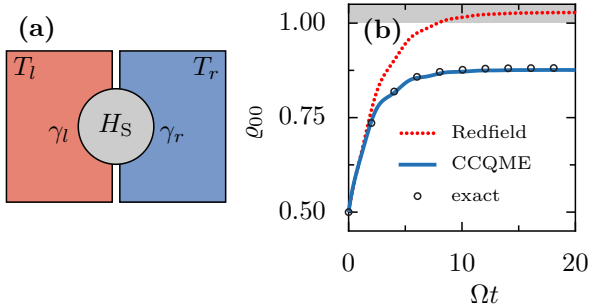 (a)
T_l
T_r
γ_l
H_S
γ_r
(b)
ϱ_00
1.00
0.75
0.50
Redfield
CCQME
exact
0 10 20
Ωt